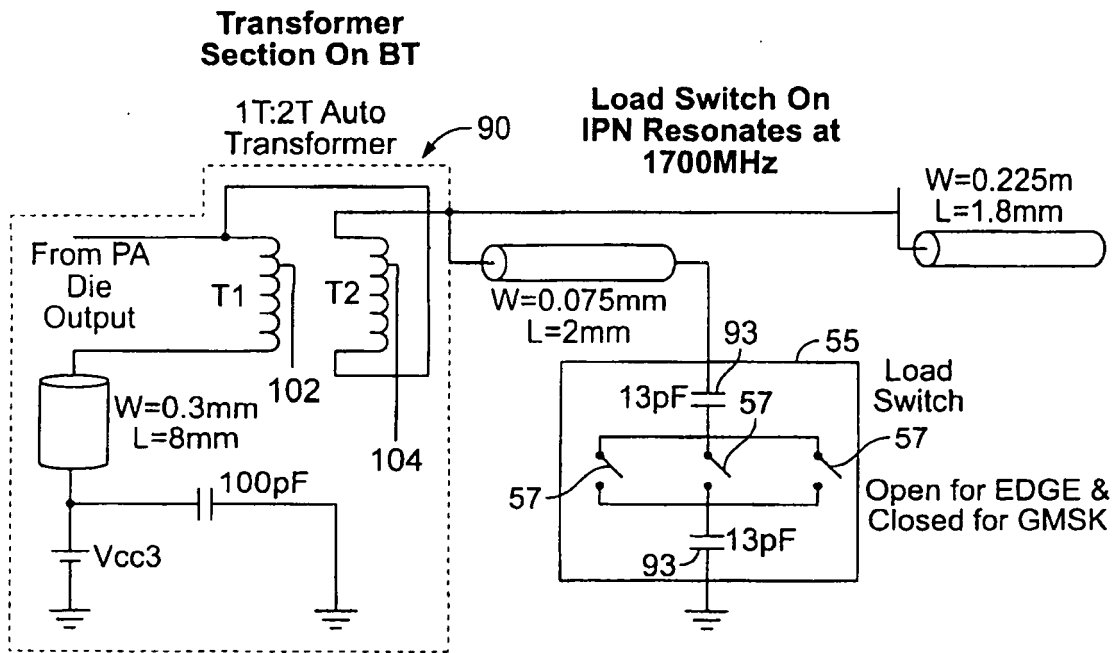 Transformer
Section On BT
1T:2T Auto
Transformer
90
Load Switch On
IPN Resonates at
1700MHz
W=0.225m
L=1.8mm
From PA
Die
Output
T1
T2
W=0.075mm
L=2mm
102
104
W=0.3mm
L=8mm
100pF
Vcc3
93
55
13pF
57
Load
Switch
57
57
Open for EDGE &
Closed for GMSK
13pF
93